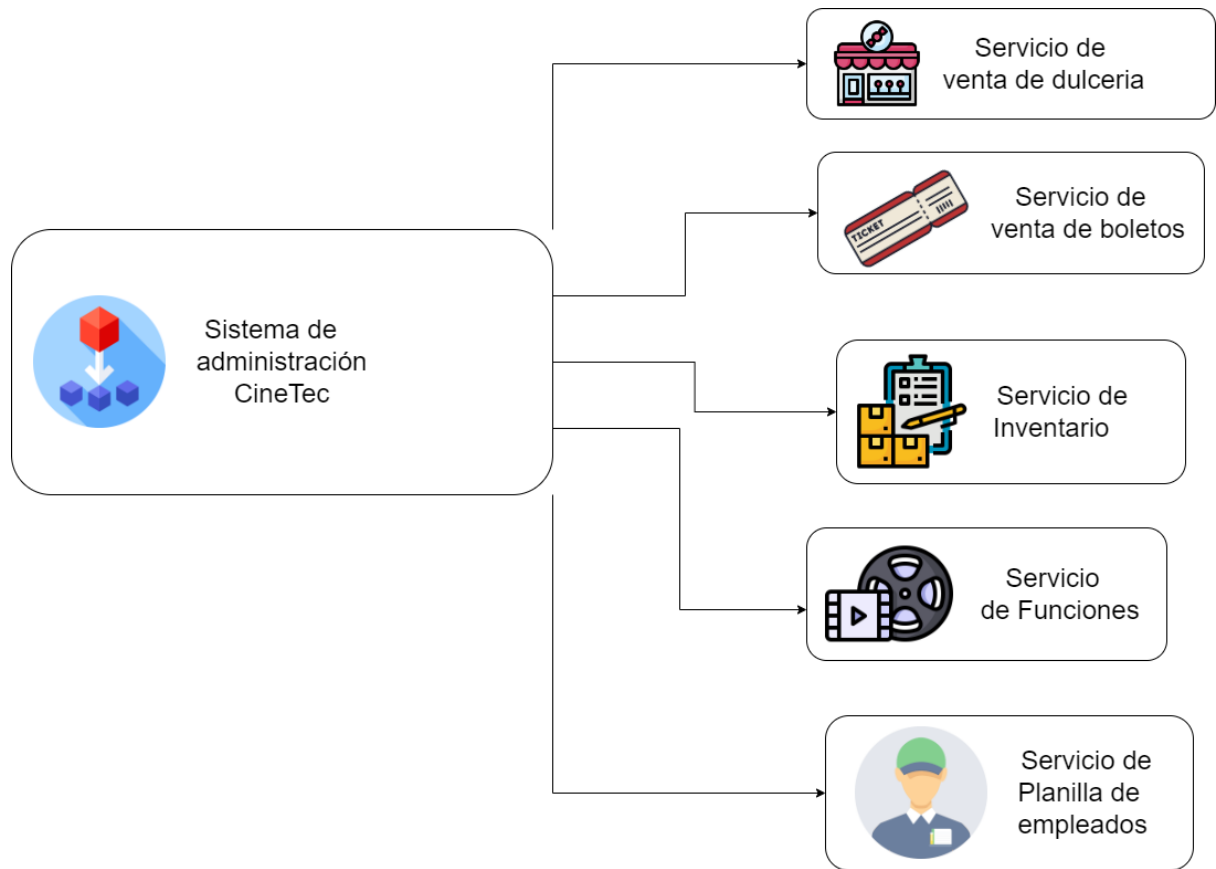 Servicio de
venta de dulceria
TICKET
Servicio de
venta de boletos
Sistema de
administración
CineTec
Servicio de
Inventario
Servicio
de Funciones
Servicio de
Planilla de
empleados